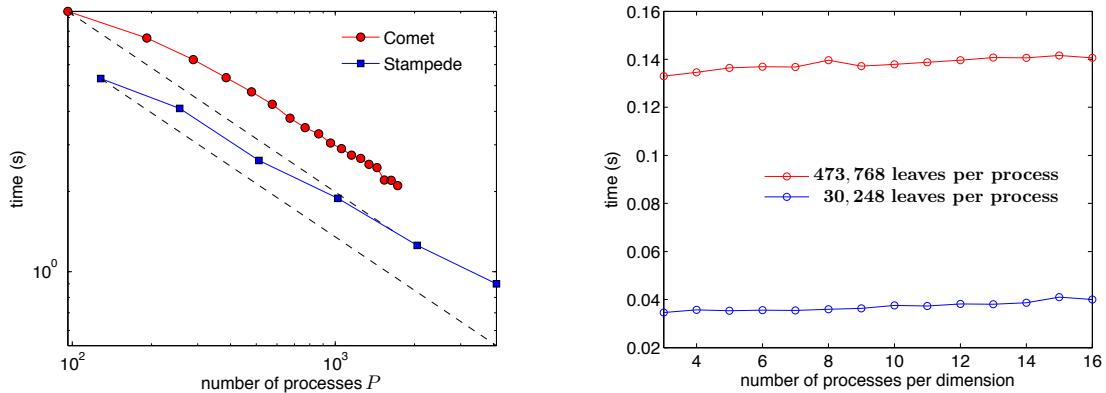 Comet
Stampede
time (s)
10^0
10^2
10^3
number of processes P
0.16
0.14
0.12
0.1
0.08
0.06
0.04
0.02
time (s)
473,768 leaves per process
30,248 leaves per process
4 6 8 10 12 14 16
number of processes per dimension